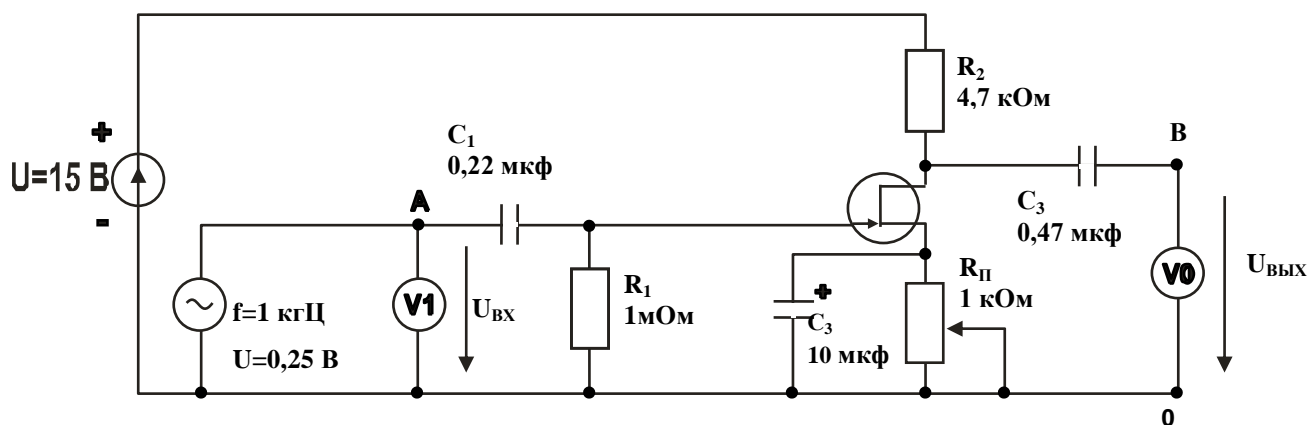 R₂
4,7 кОм
+
U=15 В
-
C₁
0,22 мкф
А
В
C₃
0,47 мкф
V1
Uвх
f=1 кгЦ
U=0,25 В
R₁
1мОм
+
C₃
10 мкф
RП
1 кОм
V0
UВЫХ
0